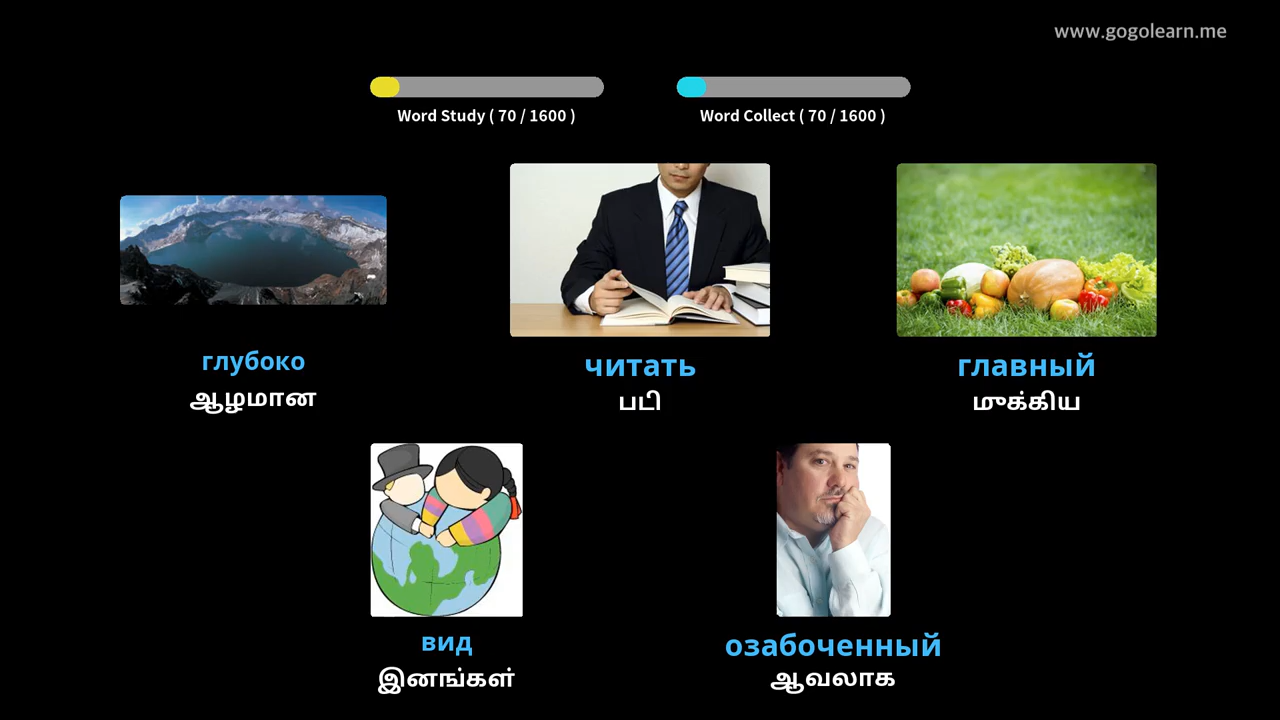 www.gogolearn.me
Word Study ( 70 / 1600 )
Word Collect ( 70 / 1600 )
глубоко
ஆழமான
читать
படி
главный
முக்கிய
вид
இனங்கள்
озабоченный
ஆவலாக